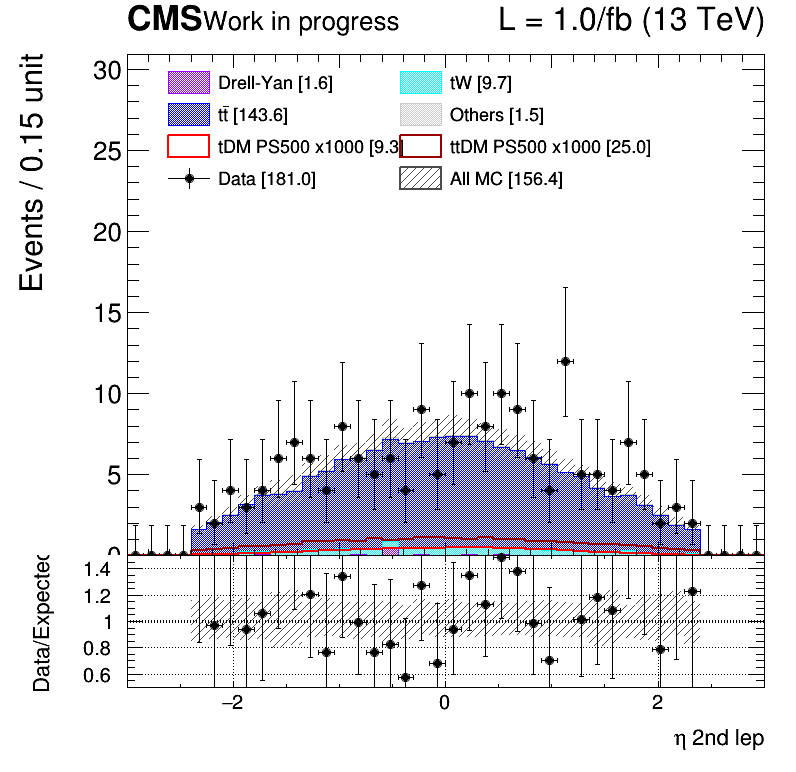 CMS Work in progress L = 1.0/fb (13 TeV)
Events / 0.15 unit
Drell-Yan [1.6] tW [9.7]
tt̄ [143.6] Others [1.5]
tDM PS500 x1000 [9.3 ttDM PS500 x1000 [25.0]
Data [181.0] All MC [156.4]
30
25
20
15
10
5
0
Data/Expected
1.4
1.2
1
0.8
0.6
−2 0 2
η 2nd lep